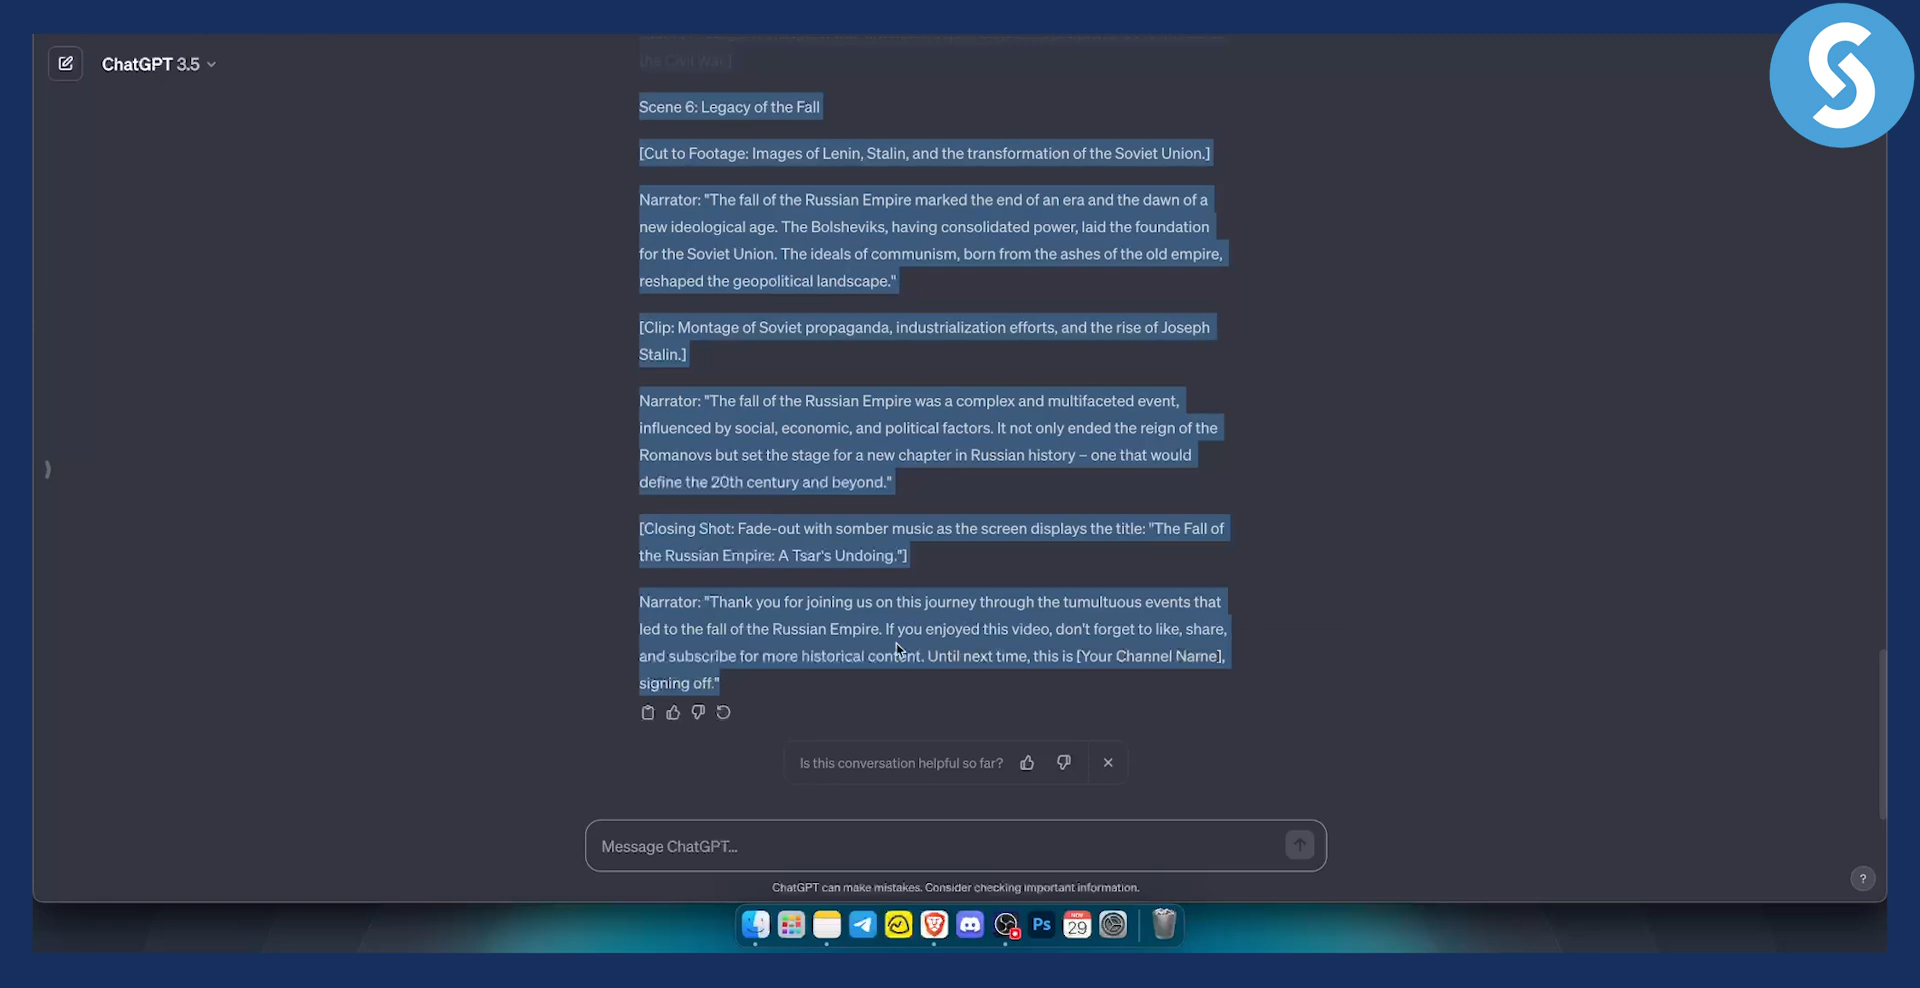 ChatGPT 3.5
the Civil War.]
Scene 6: Legacy of the Fall
[Cut to Footage: Images of Lenin, Stalin, and the transformation of the Soviet Union.]
Narrator: "The fall of the Russian Empire marked the end of an era and the dawn of a
new ideological age. The Bolsheviks, having consolidated power, laid the foundation
for the Soviet Union. The ideals of communism, born from the ashes of the old empire,
reshaped the geopolitical landscape."
[Clip: Montage of Soviet propaganda, industrialization efforts, and the rise of Joseph
Stalin.]
Narrator: "The fall of the Russian Empire was a complex and multifaceted event,
influenced by social, economic, and political factors. It not only ended the reign of the
Romanovs but set the stage for a new chapter in Russian history – one that would
define the 20th century and beyond."
[Closing Shot: Fade-out with somber music as the screen displays the title: "The Fall of
the Russian Empire: A Tsar's Undoing."]
Narrator: "Thank you for joining us on this journey through the tumultuous events that
led to the fall of the Russian Empire. If you enjoyed this video, don't forget to like, share,
and subscribe for more historical content. Until next time, this is [Your Channel Name],
signing off."
Is this conversation helpful so far?
Message ChatGPT...
ChatGPT can make mistakes. Consider checking important information.
?
Ps
NOV
29